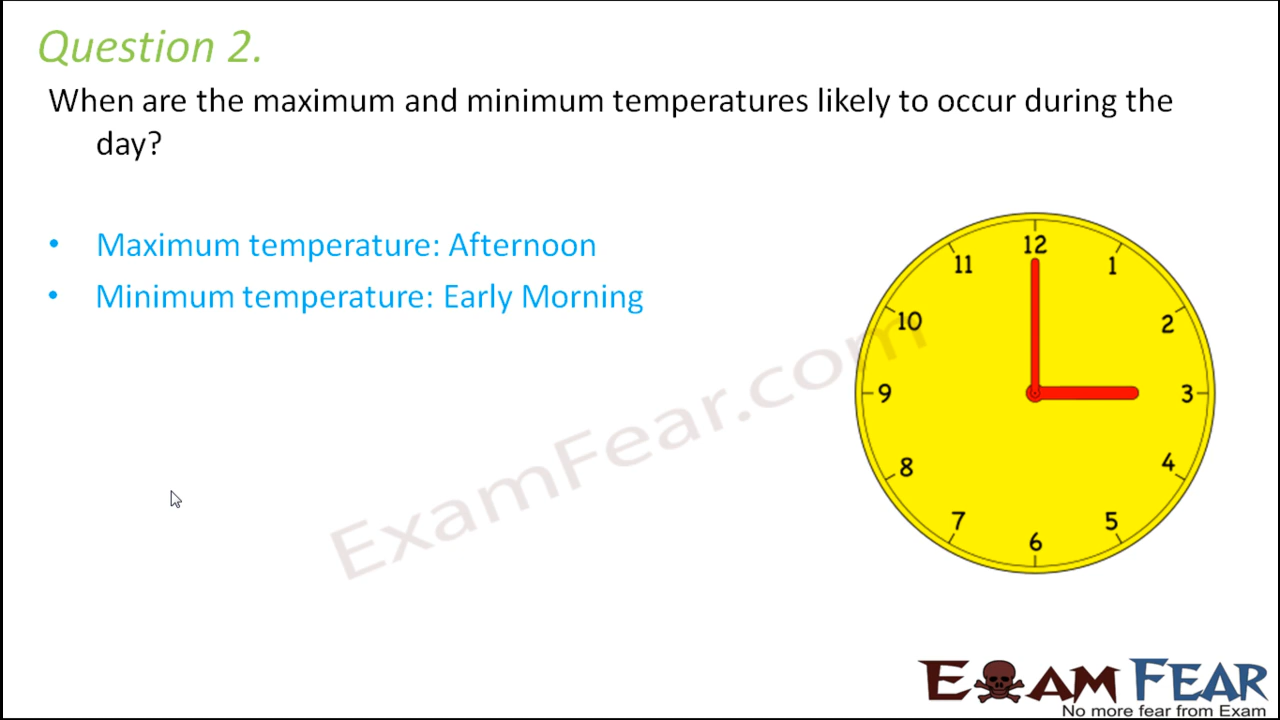 Question 2.
When are the maximum and minimum temperatures likely to occur during the
day?
• Maximum temperature: Afternoon
• Minimum temperature: Early Morning
12
11
1
10
2
9
3
8
4
7
5
6
ExamFear.com
EXAM FEAR
No more fear from Exam